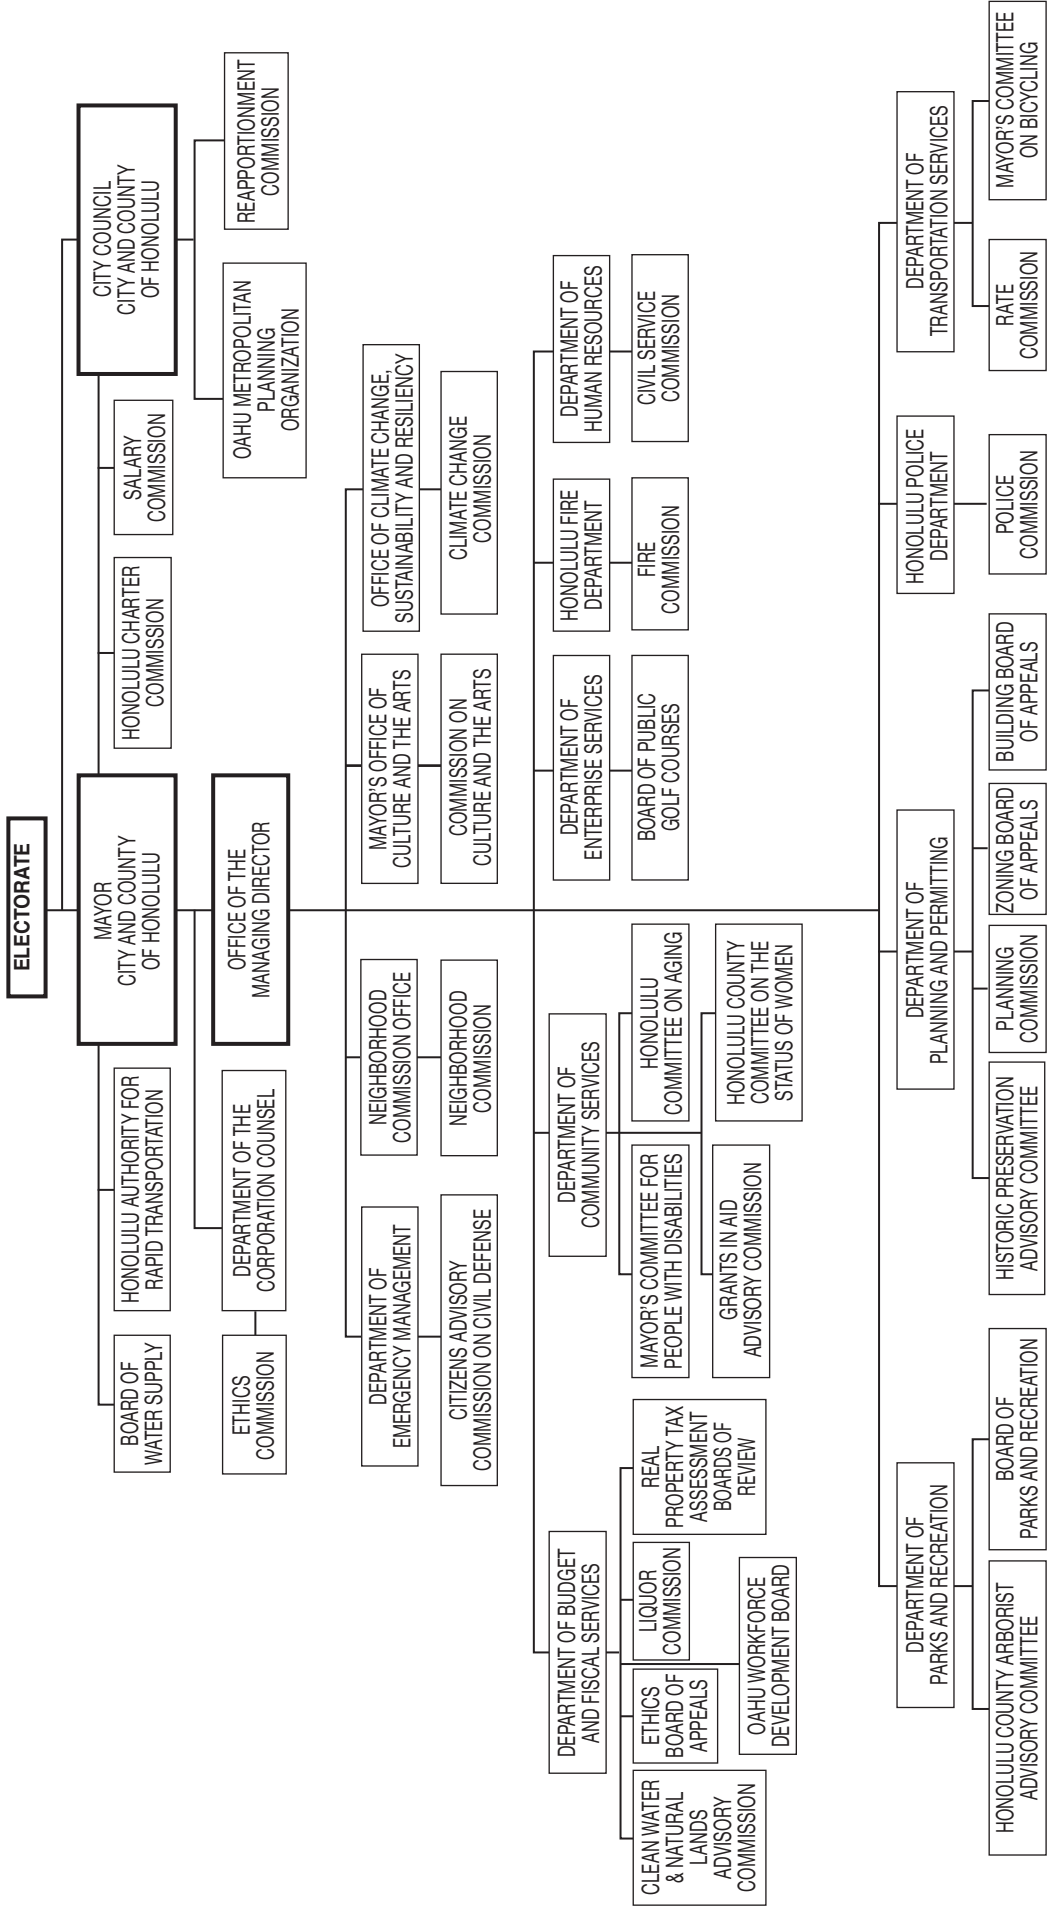 ELECTORATE
MAYOR
CITY AND COUNTY
OF HONOLULU
CITY COUNCIL
CITY AND COUNTY
OF HONOLULU
BOARD OF
WATER SUPPLY
HONOLULU AUTHORITY FOR
RAPID TRANSPORTATION
HONOLULU CHARTER
COMMISSION
SALARY
COMMISSION
ETHICS
COMMISSION
DEPARTMENT OF THE
CORPORATION COUNSEL
OFFICE OF THE
MANAGING DIRECTOR
OAHU METROPOLITAN
PLANNING
ORGANIZATION
REAPPORTIONMENT
COMMISSION
DEPARTMENT OF
EMERGENCY MANAGEMENT
NEIGHBORHOOD
COMMISSION OFFICE
MAYOR'S OFFICE OF
CULTURE AND THE ARTS
OFFICE OF CLIMATE CHANGE,
SUSTAINABILITY AND RESILIENCY
CITIZENS ADVISORY
COMMISSION ON CIVIL DEFENSE
NEIGHBORHOOD
COMMISSION
COMMISSION ON
CULTURE AND THE ARTS
CLIMATE CHANGE
COMMISSION
DEPARTMENT OF BUDGET
AND FISCAL SERVICES
DEPARTMENT OF
COMMUNITY SERVICES
DEPARTMENT OF
ENTERPRISE SERVICES
HONOLULU FIRE
DEPARTMENT
DEPARTMENT OF
HUMAN RESOURCES
CLEAN WATER
& NATURAL
LANDS
ADVISORY
COMMISSION
ETHICS
BOARD OF
APPEALS
LIQUOR
COMMISSION
REAL
PROPERTY TAX
ASSESSMENT
BOARDS OF
REVIEW
OAHU WORKFORCE
DEVELOPMENT BOARD
MAYOR'S COMMITTEE FOR
PEOPLE WITH DISABILITIES
HONOLULU
COMMITTEE ON AGING
GRANTS IN AID
ADVISORY COMMISSION
HONOLULU COUNTY
COMMITTEE ON THE
STATUS OF WOMEN
BOARD OF PUBLIC
GOLF COURSES
FIRE
COMMISSION
CIVIL SERVICE
COMMISSION
DEPARTMENT OF
PARKS AND RECREATION
DEPARTMENT OF
PLANNING AND PERMITTING
HONOLULU POLICE
DEPARTMENT
DEPARTMENT OF
TRANSPORTATION SERVICES
HONOLULU COUNTY ARBORIST
ADVISORY COMMITTEE
BOARD OF
PARKS AND RECREATION
HISTORIC PRESERVATION
ADVISORY COMMITTEE
PLANNING
COMMISSION
ZONING BOARD
OF APPEALS
BUILDING BOARD
OF APPEALS
POLICE
COMMISSION
RATE
COMMISSION
MAYOR'S COMMITTEE
ON BICYCLING